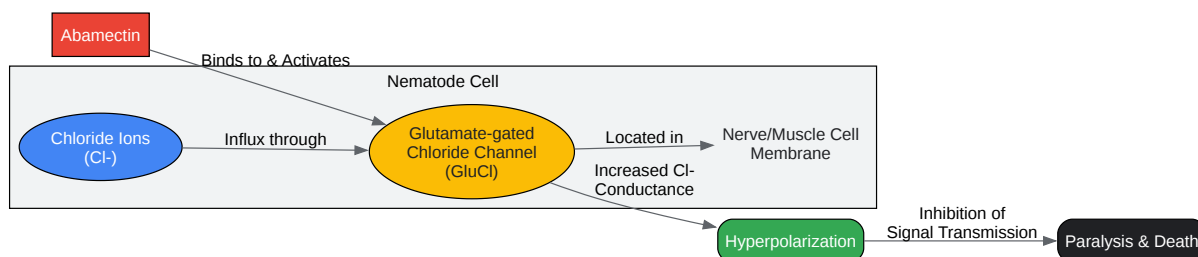 Abamectin
Binds to & Activates
Nematode Cell
Chloride Ions
(Cl-)
Influx through
Glutamate-gated
Chloride Channel
(GluCl)
Located in
Nerve/Muscle Cell
Membrane
Increased Cl-
Conductance
Hyperpolarization
Inhibition of
Signal Transmission
Paralysis & Death